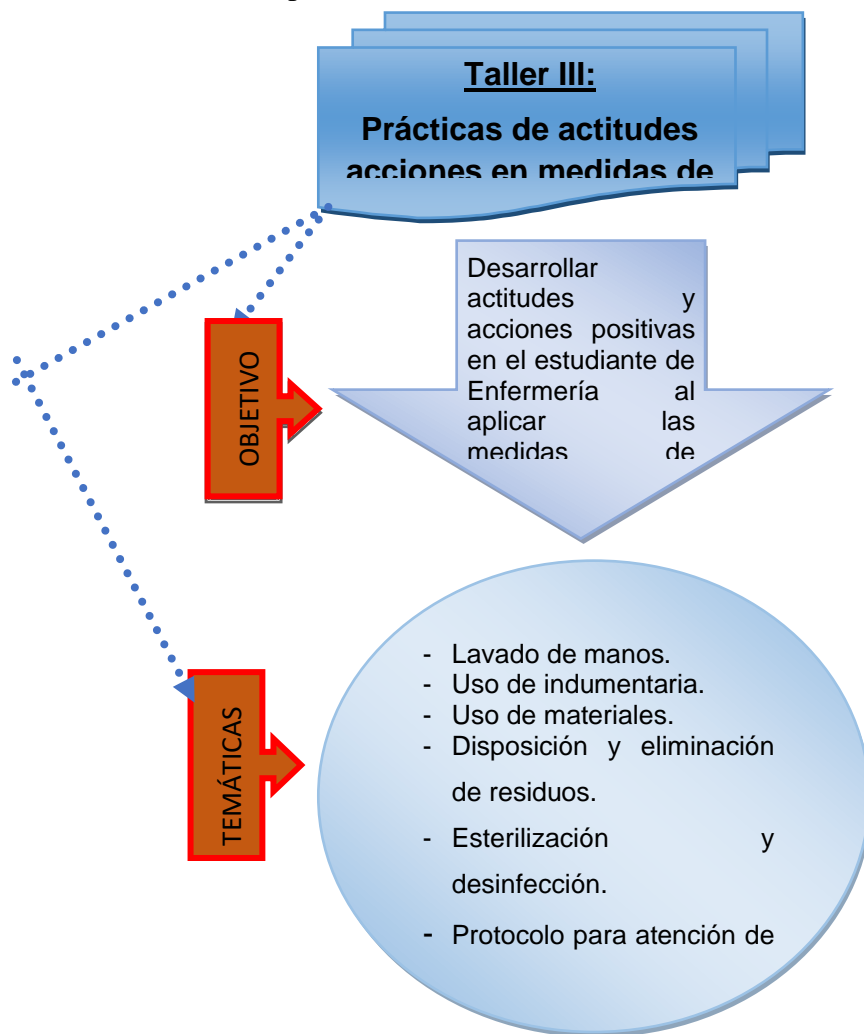 Taller III:
Prácticas de actitudes
acciones en medidas de
Desarrollar
actitudes y
acciones positivas
en el estudiante de
Enfermería al
aplicar las
medidas de
OBJETIVO
- Lavado de manos.
- Uso de indumentaria.
- Uso de materiales.
- Disposición y eliminación
de residuos.
- Esterilización y
desinfección.
- Protocolo para atención de
TEMÁTICAS